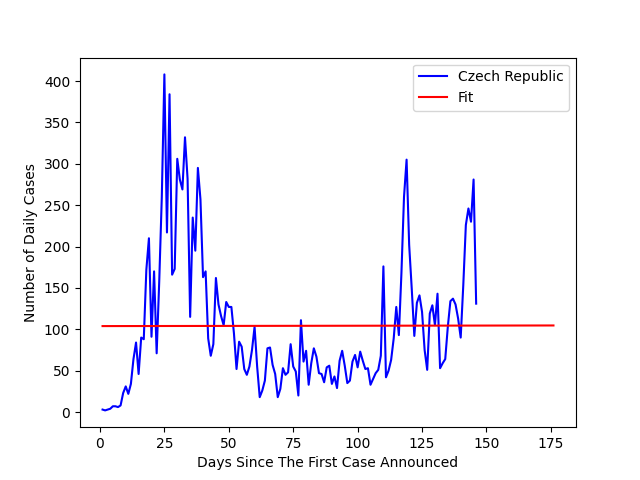 Czech Republic
Fit
Number of Daily Cases
400
350
300
250
200
150
100
50
0
0 25 50 75 100 125 150 175
Days Since The First Case Announced